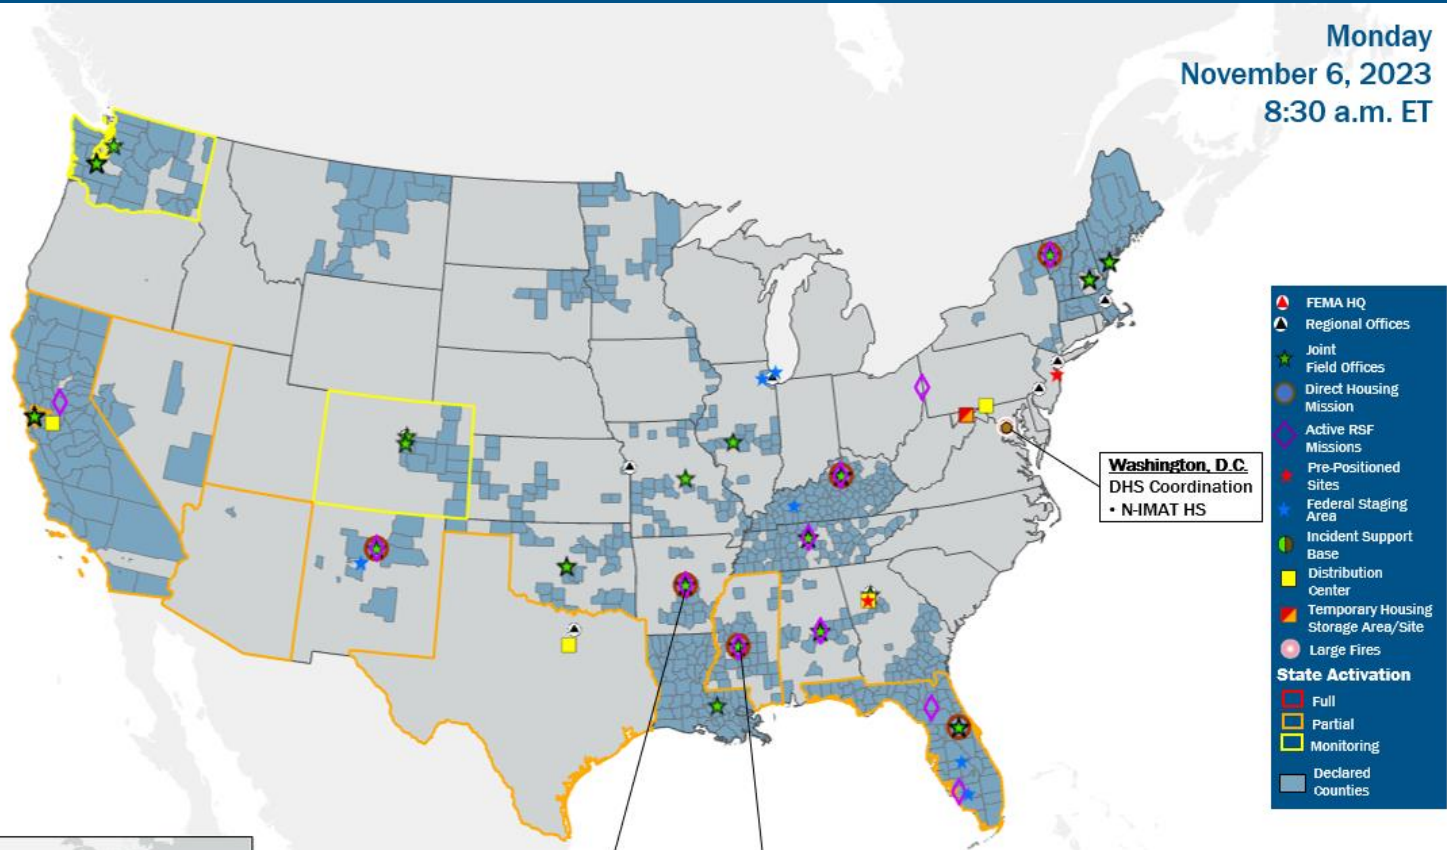 Monday
November 6, 2023
8:30 a.m. ET
Washington, D.C.
DHS Coordination
• N-IMAT HS
FEMA HQ
Regional Offices
Joint
Field Offices
Direct Housing
Mission
Active RSF
Missions
Pre-Positioned
Sites
Federal Staging
Area
Incident Support
Base
Distribution
Center
Temporary Housing
Storage Area/Site
Large Fires
State Activation
Full
Partial
Monitoring
Declared
Counties